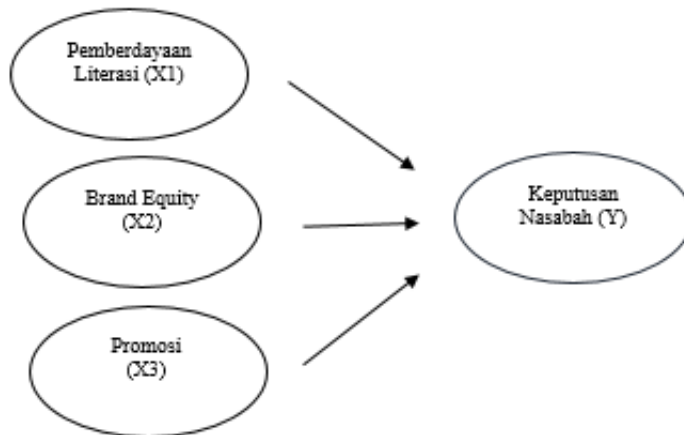 Pemberdayaan
Literasi (X1)
Brand Equity
(X2)
Promosi
(X3)
Keputusan
Nasabah (Y)